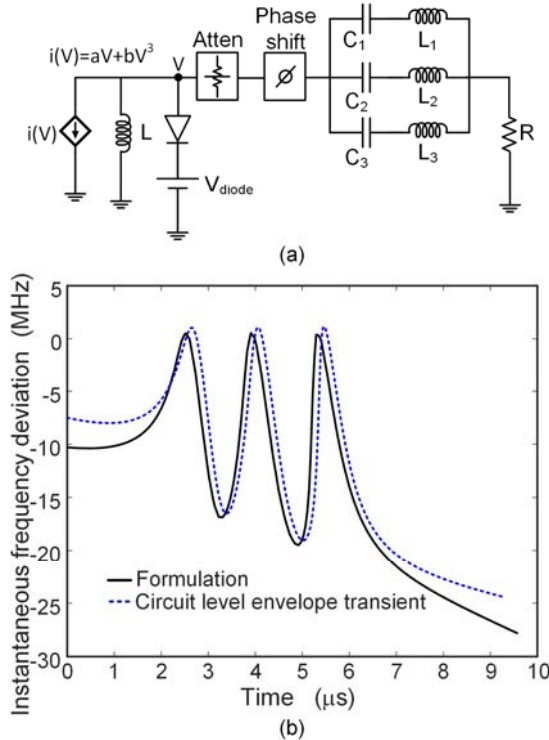 i(V)=aV+bV³
V
Atten
Phase shift
C₁
L₁
i(V)
L
C₂
L₂
C₃
L₃
R
V_diode
(a)
Instantaneous frequency deviation (MHz)
5
0
-5
-10
-15
-20
-25
-30
Formulation
Circuit level envelope transient
0 1 2 3 4 5 6 7 8 9 10
Time (μs)
(b)